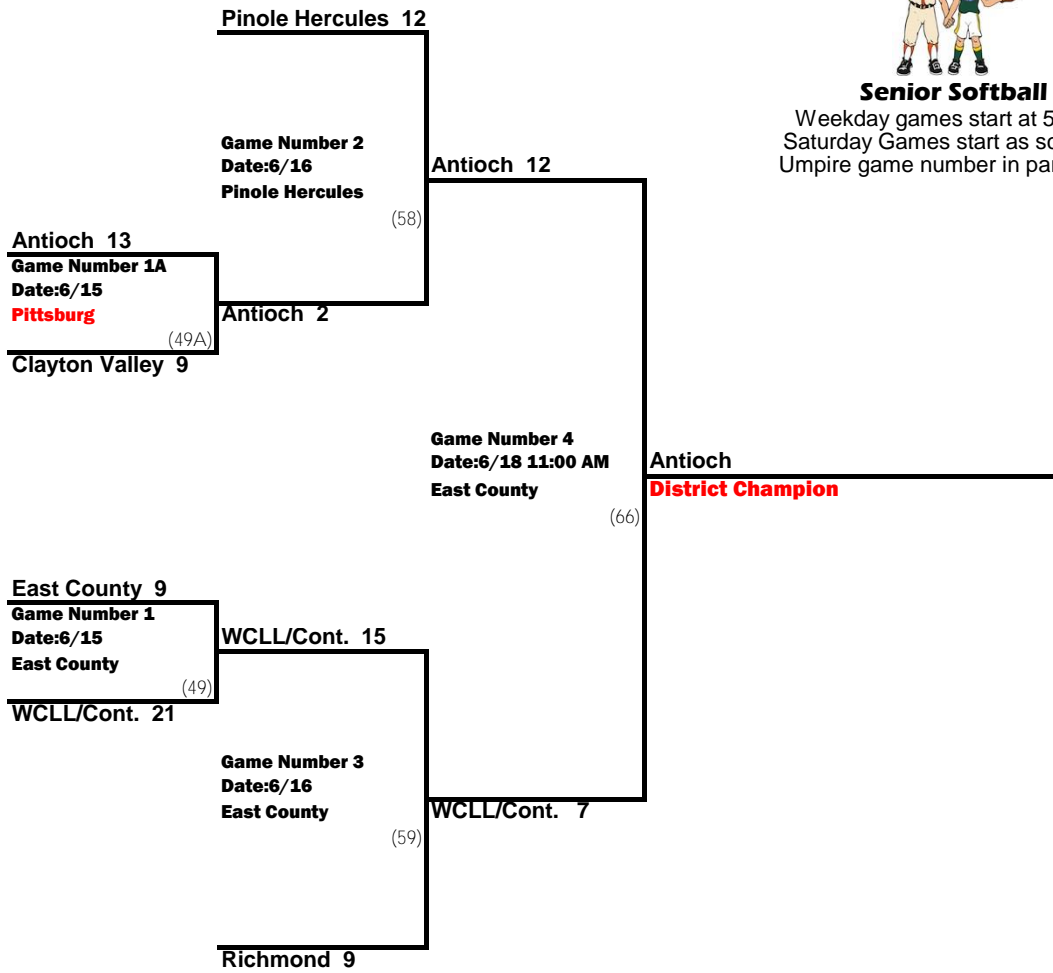 Pinole Hercules 12
Senior Softball
Weekday games start at 5
Saturday Games start as
Umpire game number in
Game Number 2
Date:6/16
Pinole Hercules
(58)
Antioch 12
Antioch 13
Game Number 1A
Date:6/15
Pittsburg
(49A)
Clayton Valley 9
Antioch 2
Game Number 4
Date:6/18 11:00 AM
East County
(66)
Antioch
District Champion
East County 9
Game Number 1
Date:6/15
East County
(49)
WCLL/Cont. 21
WCLL/Cont. 15
Game Number 3
Date:6/16
East County
(59)
WCLL/Cont. 7
Richmond 9